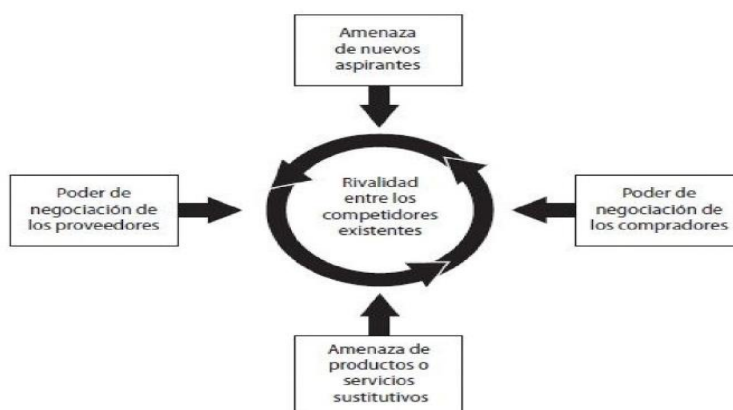 Amenaza
de nuevos
aspirantes
Poder de
negociación de
los proveedores
Rivalidad
entre los
competidores
existentes
Poder de
negociación de
los compradores
Amenaza de
productos o
servicios
sustitutivos